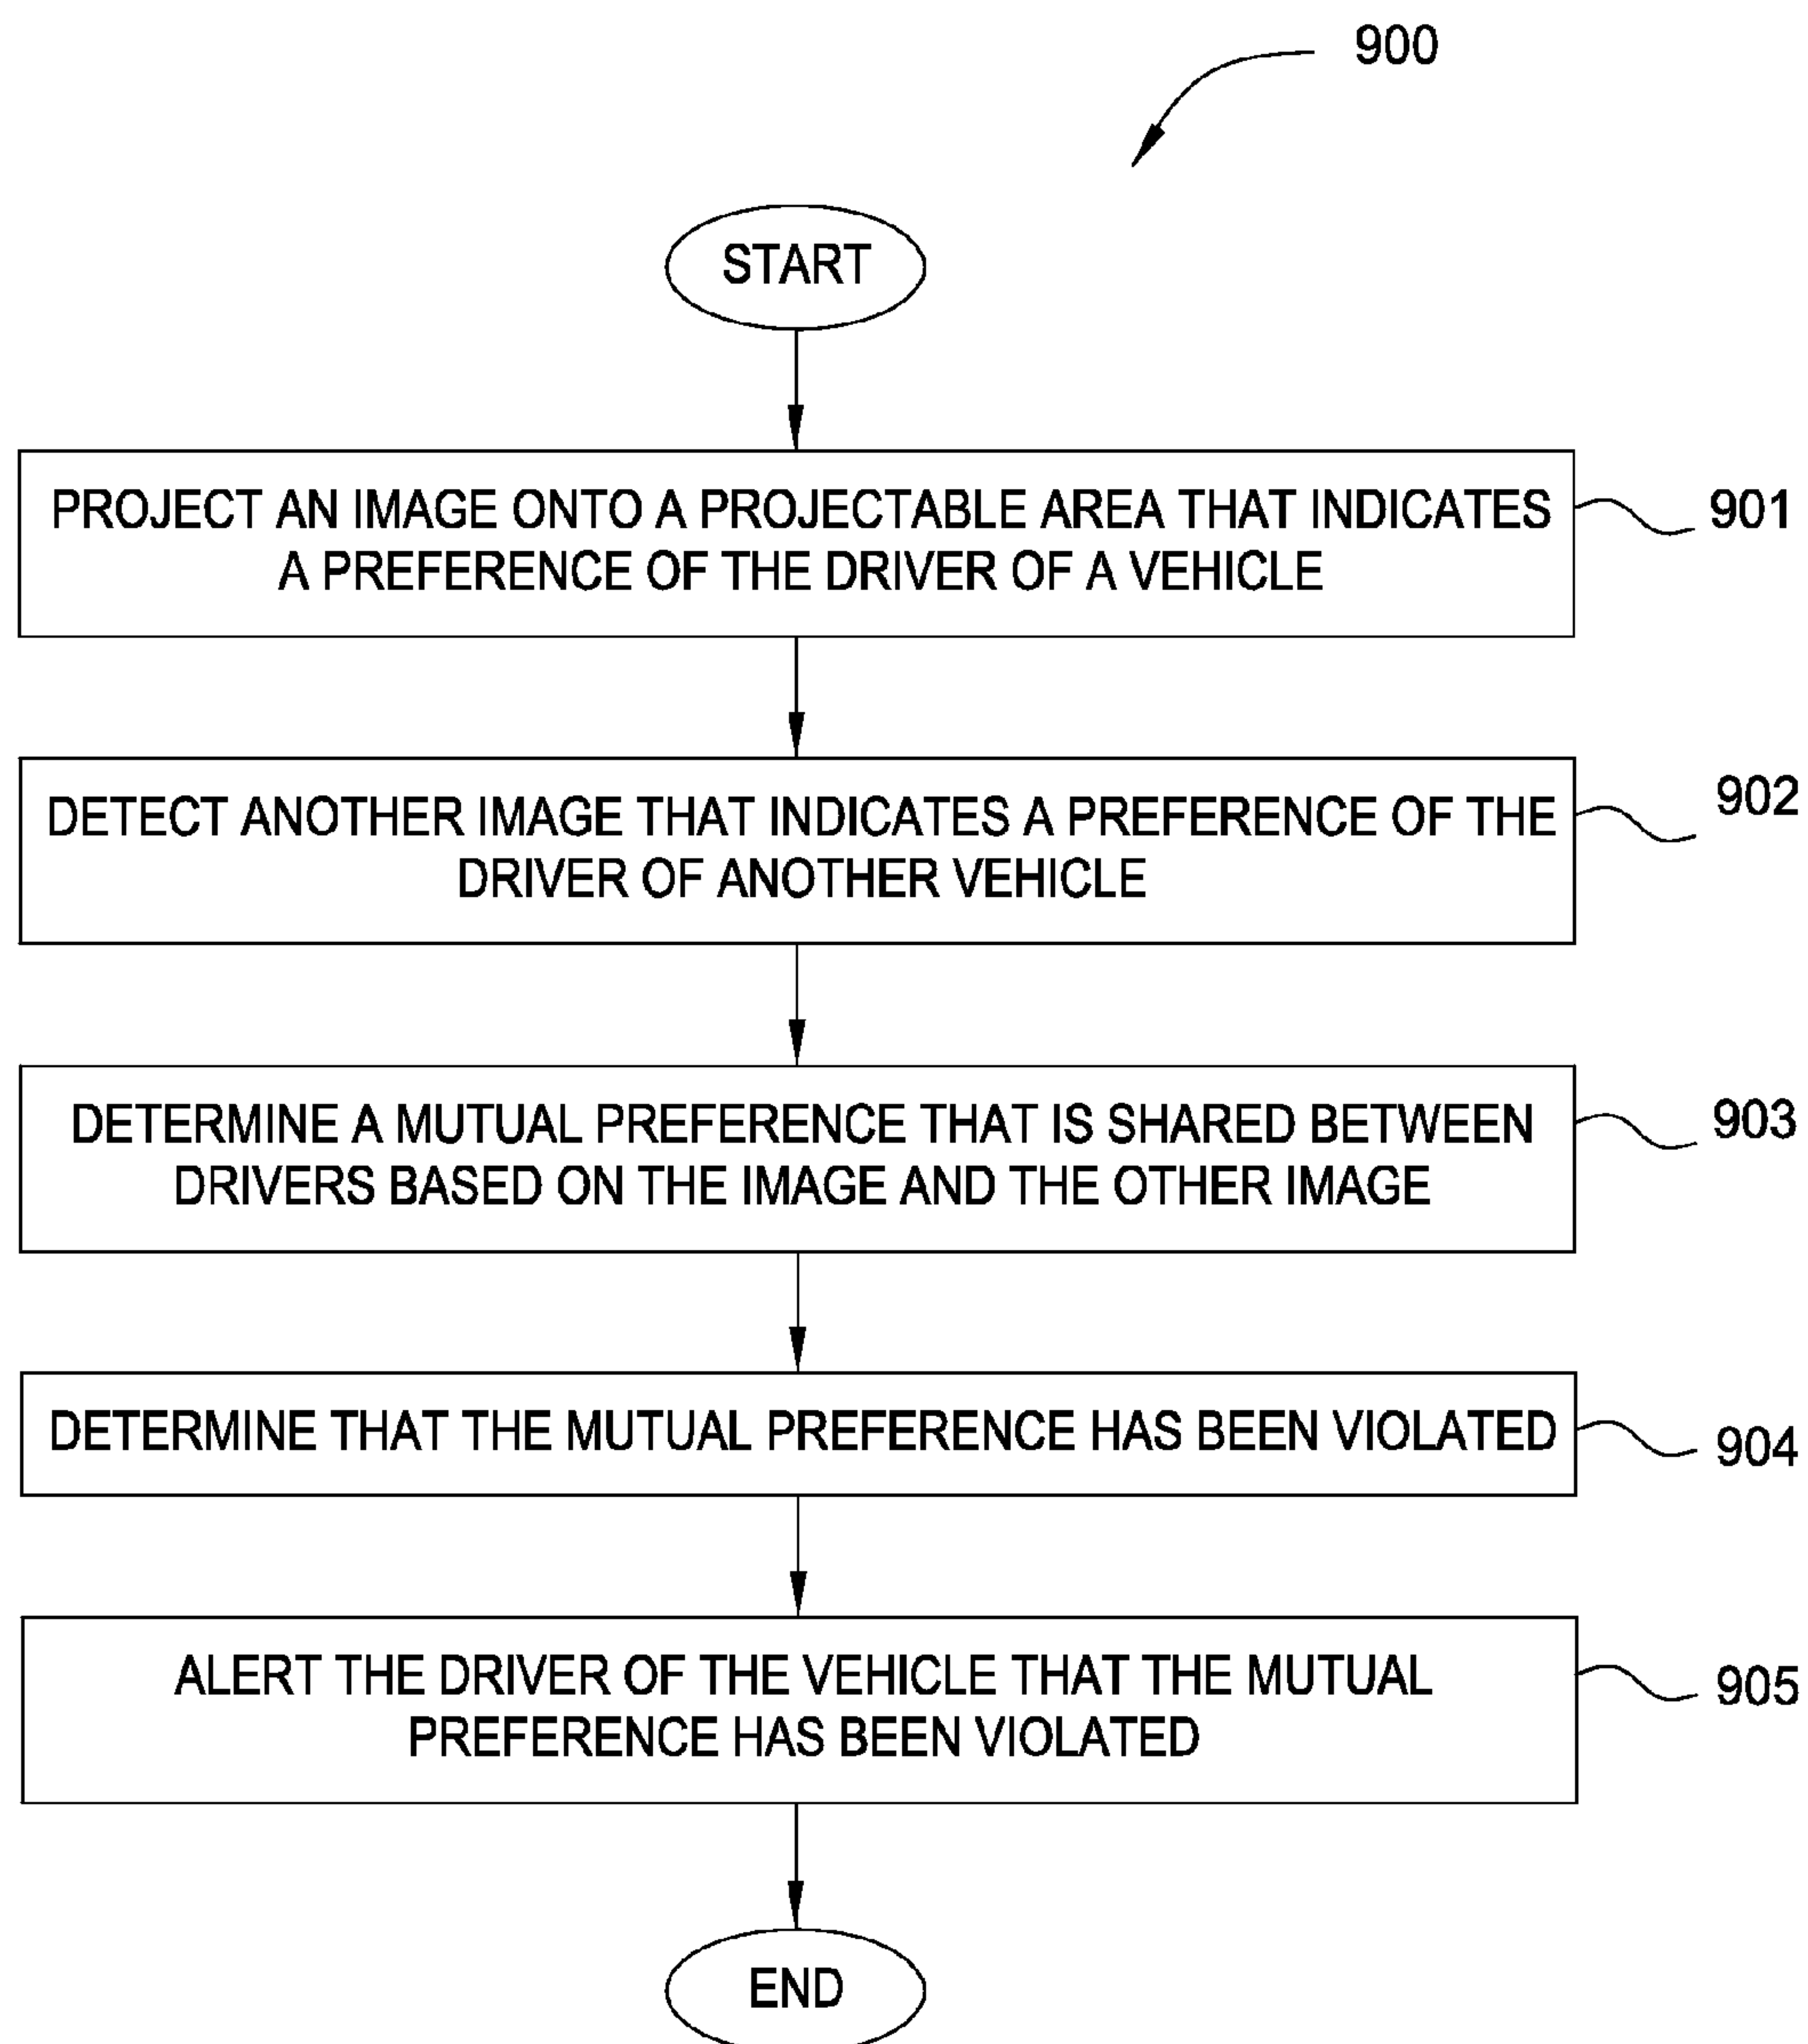 900
START
PROJECT AN IMAGE ONTO A PROJECTABLE AREA THAT INDICATES
A PREFERENCE OF THE DRIVER OF A VEHICLE
901
DETECT ANOTHER IMAGE THAT INDICATES A PREFERENCE OF THE
DRIVER OF ANOTHER VEHICLE
902
DETERMINE A MUTUAL PREFERENCE THAT IS SHARED BETWEEN
DRIVERS BASED ON THE IMAGE AND THE OTHER IMAGE
903
DETERMINE THAT THE MUTUAL PREFERENCE HAS BEEN VIOLATED
904
ALERT THE DRIVER OF THE VEHICLE THAT THE MUTUAL
PREFERENCE HAS BEEN VIOLATED
905
END